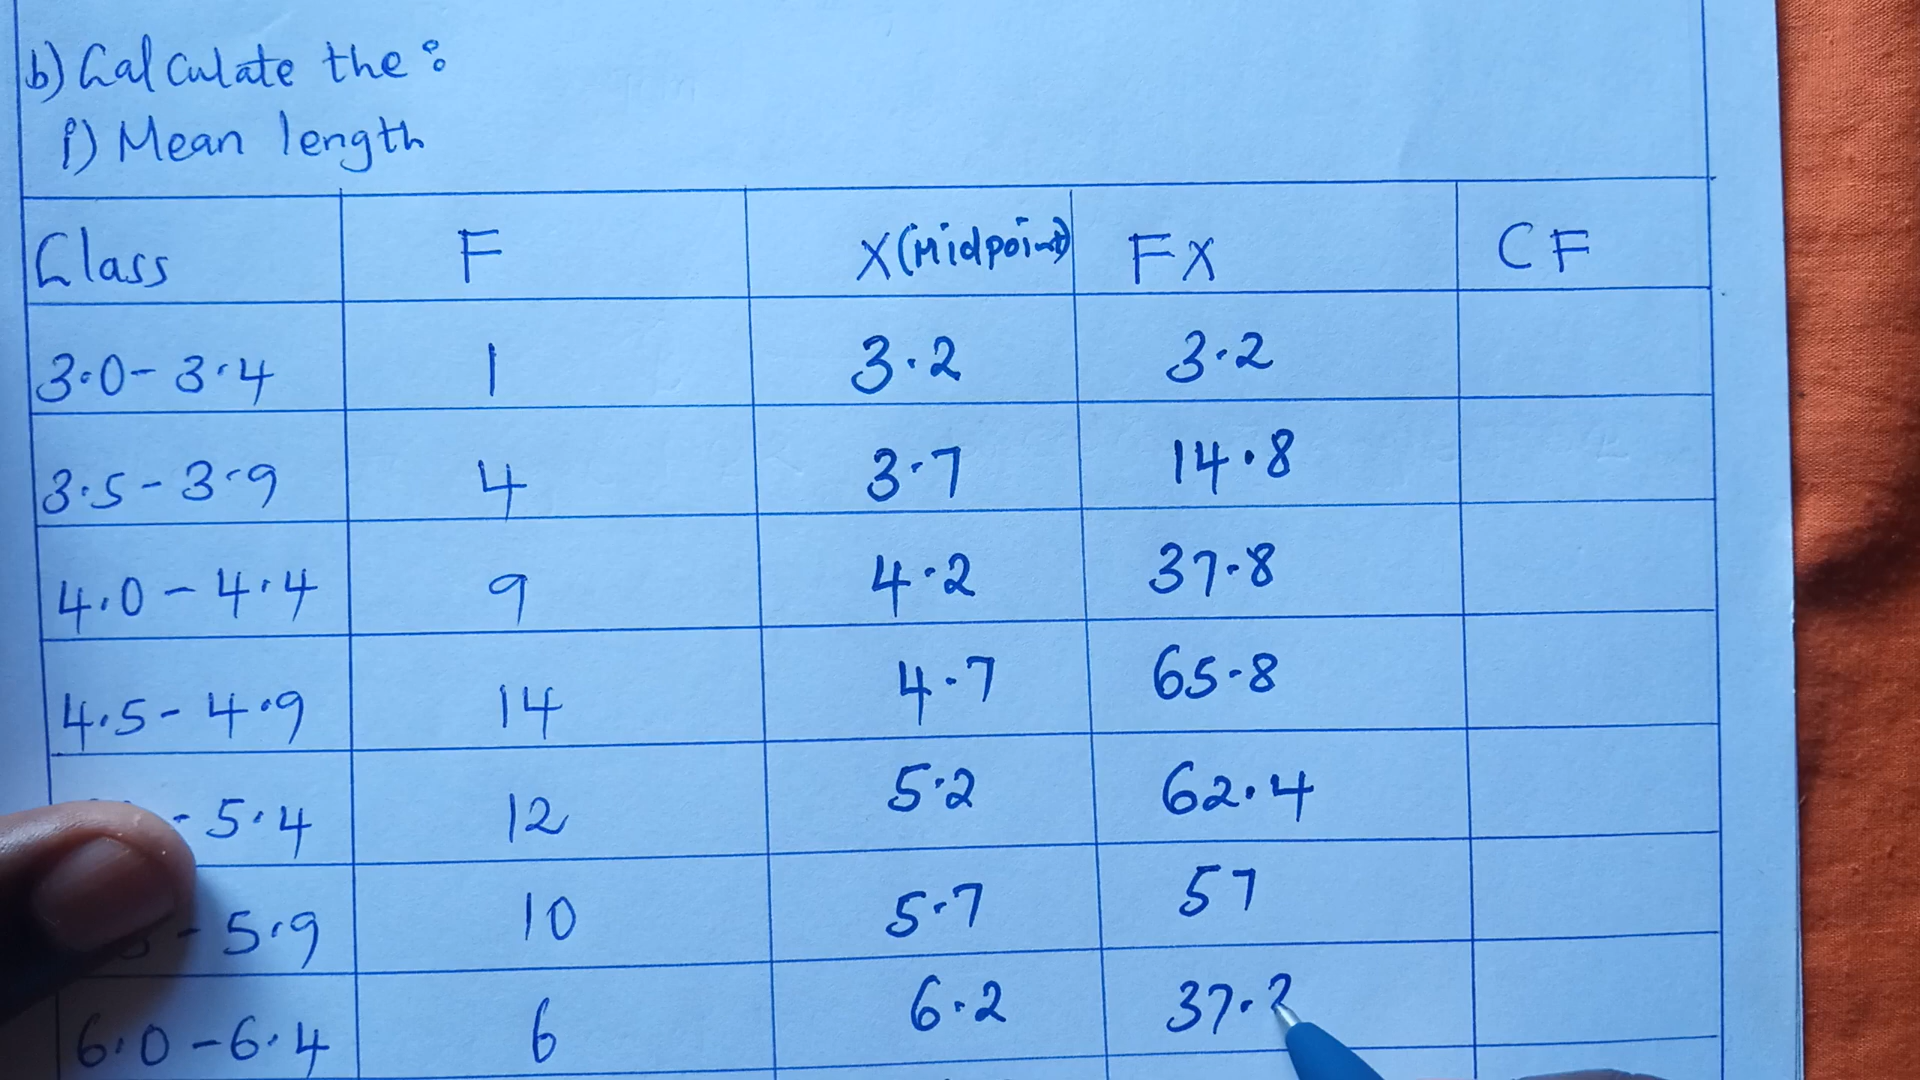 b) Calculate the :
i) Mean length
Class F X(Midpoint) FX CF
3.0 - 3.4 1 3.2 3.2
3.5 - 3.9 4 3.7 14.8
4.0 - 4.4 9 4.2 37.8
4.5 - 4.9 14 4.7 65.8
- 5.4 12 5.2 62.4
- 5.9 10 5.7 57
6.0 - 6.4 6 6.2 37.2